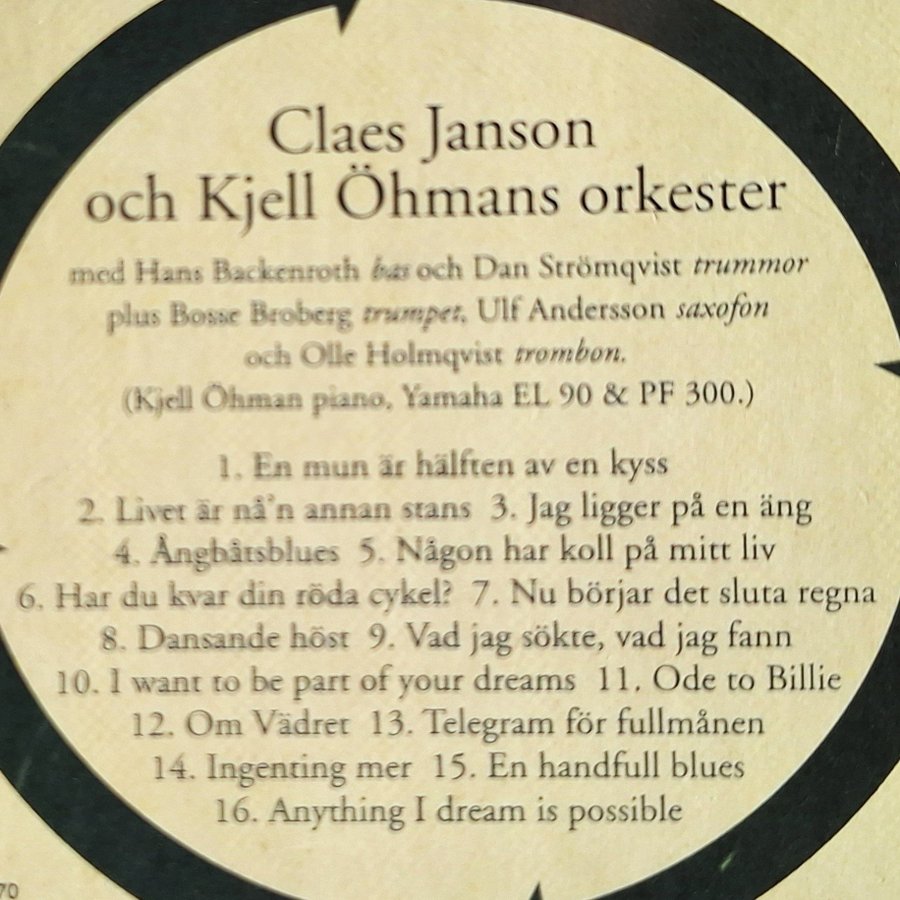 Claes Janson
och Kjell Öhmans orkester
med Hans Backenroth bas och Dan Strömqvist trummor
plus Bosse Broberg trumpet, Ulf Andersson saxofon
och Olle Holmqvist trombon.
(Kjell Öhman piano, Yamaha EL 90 & PF 300.)
1. En mun är hälften av en kyss
2. Livet är nå'n annan stans 3. Jag ligger på en äng
4. Ångbåtsblues 5. Någon har koll på mitt liv
6. Har du kvar din röda cykel? 7. Nu börjar det sluta regna
8. Dansande höst 9. Vad jag sökte, vad jag fann
10. I want to be part of your dreams 11. Ode to Billie
12. Om Vädret 13. Telegram för fullmånen
14. Ingenting mer 15. En handfull blues
16. Anything I dream is possible
70